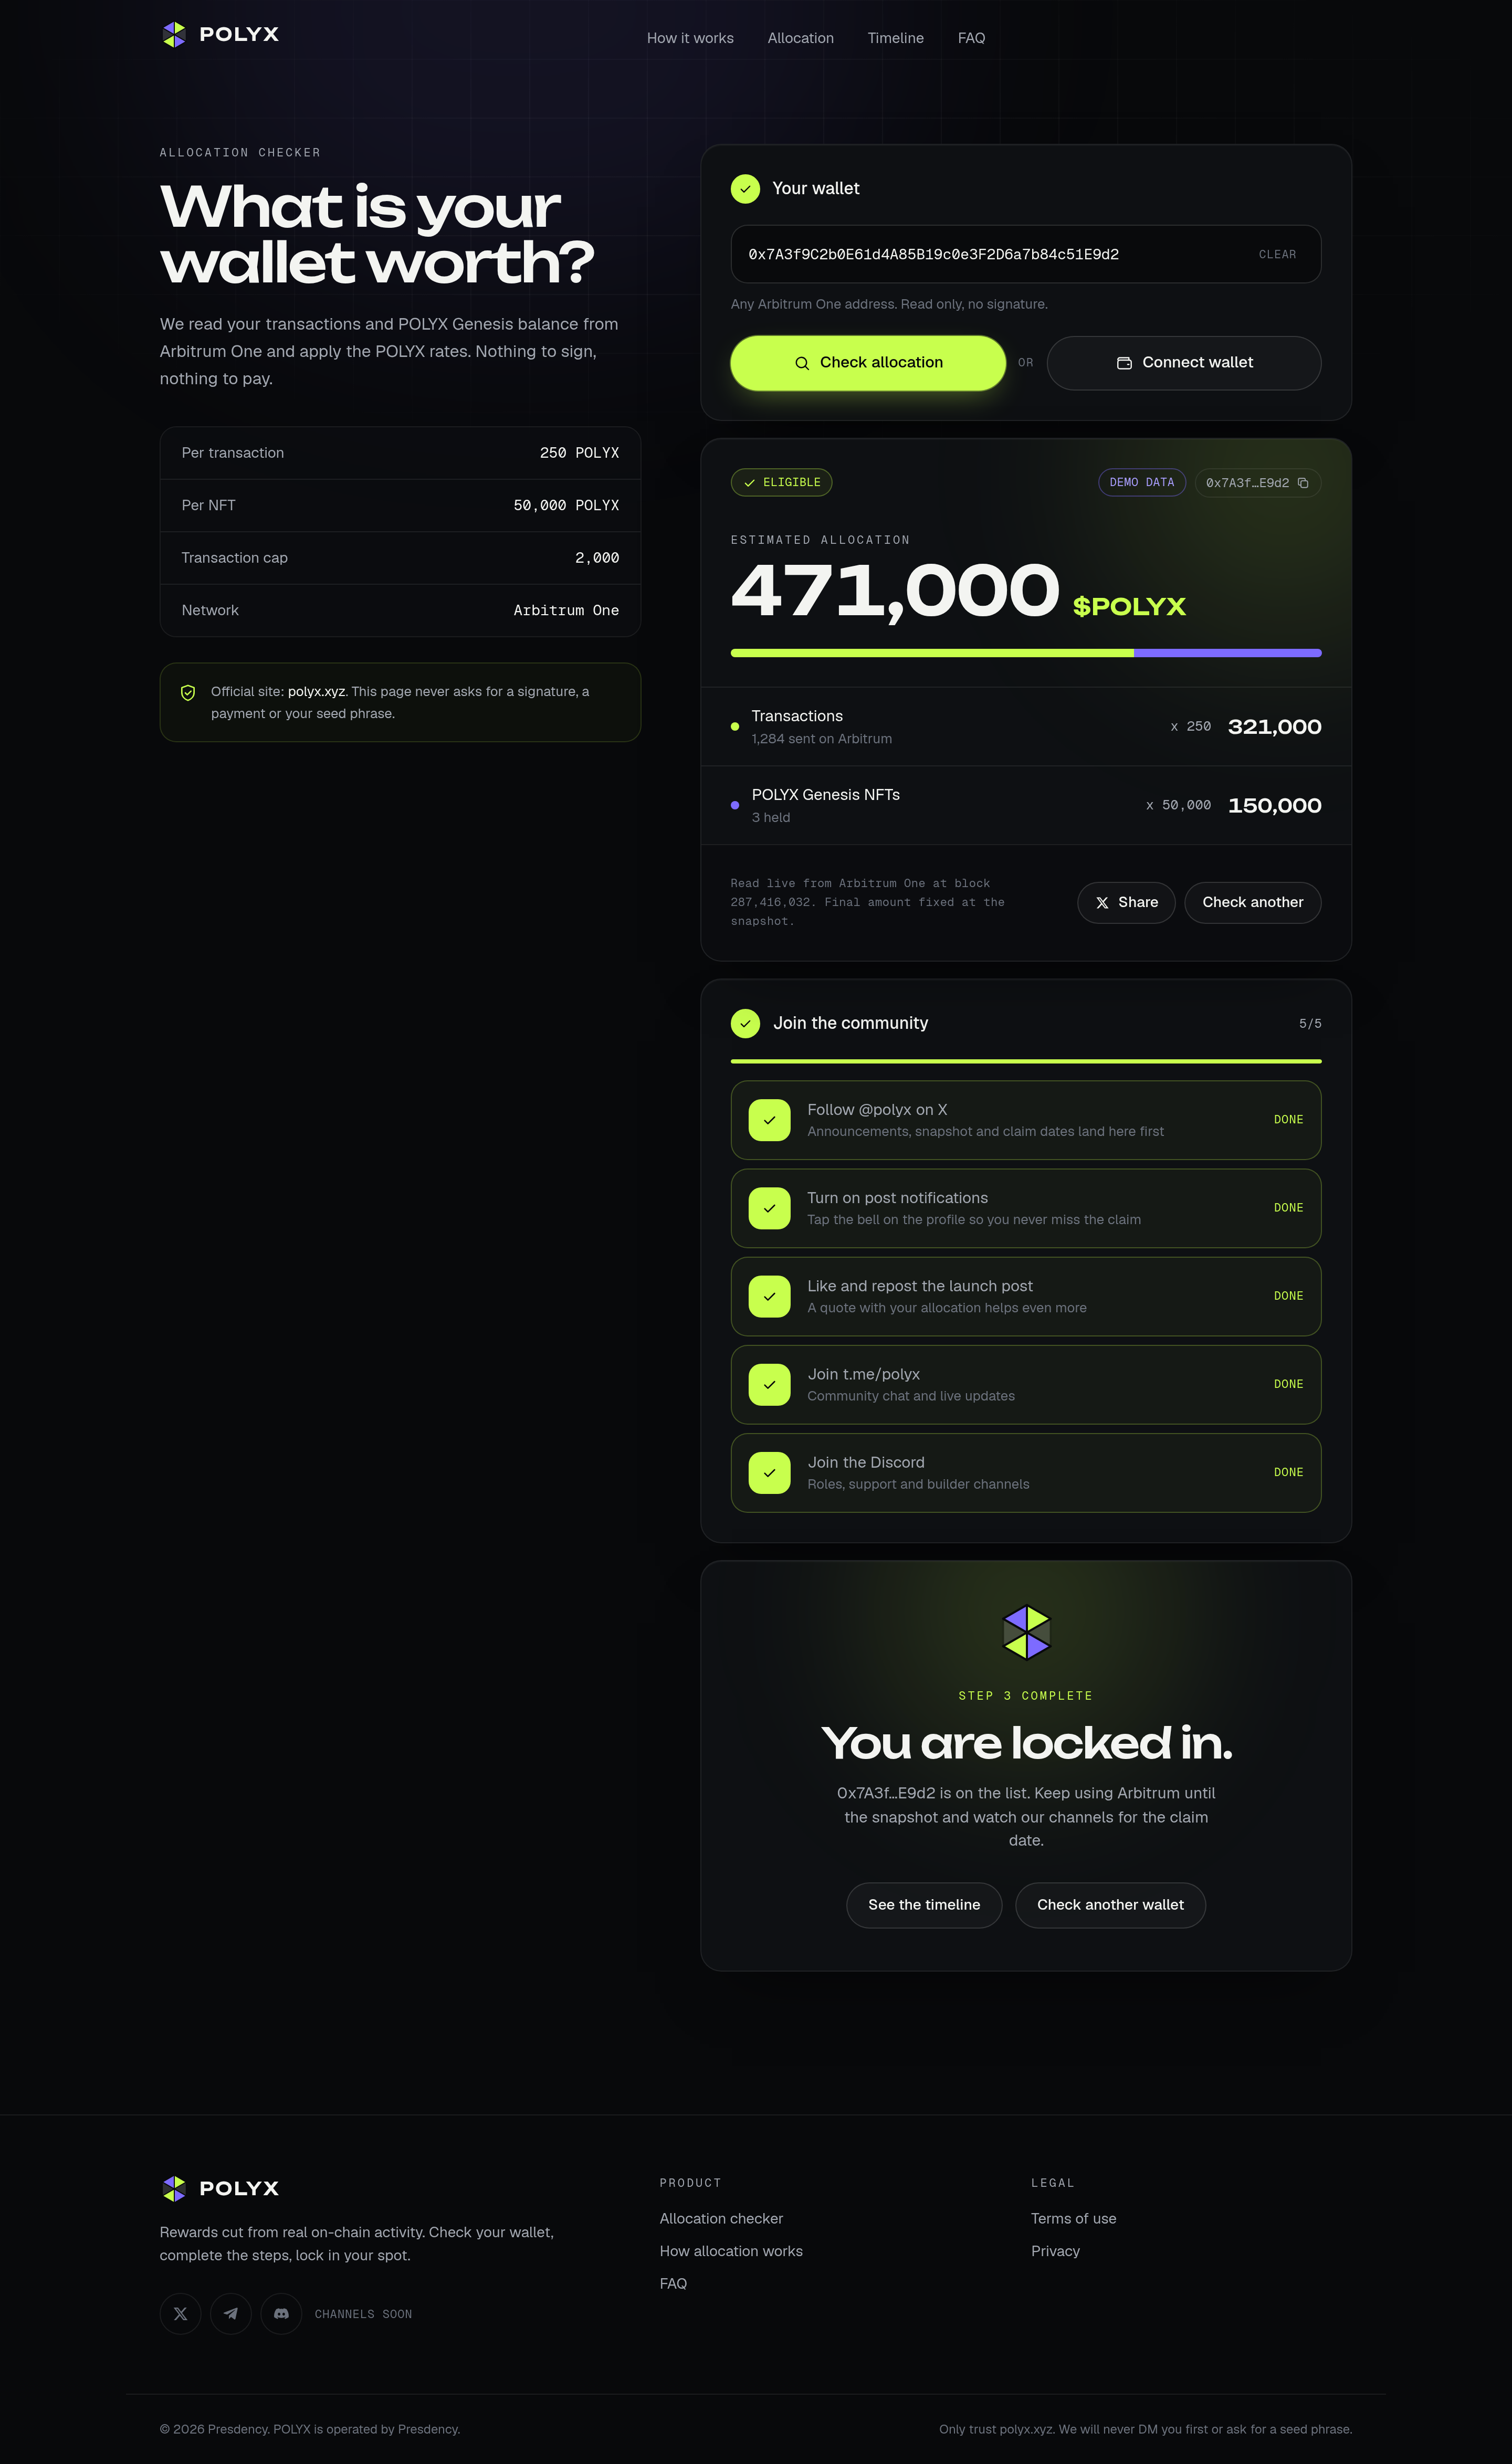 POLYX
How it works
Allocation
Timeline
FAQ
ALLOCATION CHECKER
What is your
wallet worth?
We read your transactions and POLYX Genesis balance from
Arbitrum One and apply the POLYX rates. Nothing to sign,
nothing to pay.
Per transaction 250 POLYX
Per NFT 50,000 POLYX
Transaction cap 2,000
Network Arbitrum One
Official site: polyx.xyz. This page never asks for a signature, a
payment or your seed phrase.
Your wallet
0x7A3f9C2b0E61d4A85B19c0e3F2D6a7b84c51E9d2 CLEAR
Any Arbitrum One address. Read only, no signature.
Check allocation OR Connect wallet
ELIGIBLE DEMO DATA 0x7A3f…E9d2
ESTIMATED ALLOCATION
471,000 $POLYX
Transactions
1,284 sent on Arbitrum
x 250 321,000
POLYX Genesis NFTs
3 held
x 50,000 150,000
Read live from Arbitrum One at block
287,416,032. Final amount fixed at the
snapshot.
Share
Check another
Join the community 5/5
Follow @polyx on X
Announcements, snapshot and claim dates land here first
DONE
Turn on post notifications
Tap the bell on the profile so you never miss the claim
DONE
Like and repost the launch post
A quote with your allocation helps even more
DONE
Join t.me/polyx
Community chat and live updates
DONE
Join the Discord
Roles, support and builder channels
DONE
STEP 3 COMPLETE
You are locked in.
0x7A3f…E9d2 is on the list. Keep using Arbitrum until
the snapshot and watch our channels for the claim
date.
See the timeline
Check another wallet
POLYX
Rewards cut from real on-chain activity. Check your wallet,
complete the steps, lock in your spot.
CHANNELS SOON
PRODUCT
Allocation checker
How allocation works
FAQ
LEGAL
Terms of use
Privacy
© 2026 Presdency. POLYX is operated by Presdency.
Only trust polyx.xyz. We will never DM you first or ask for a seed phrase.